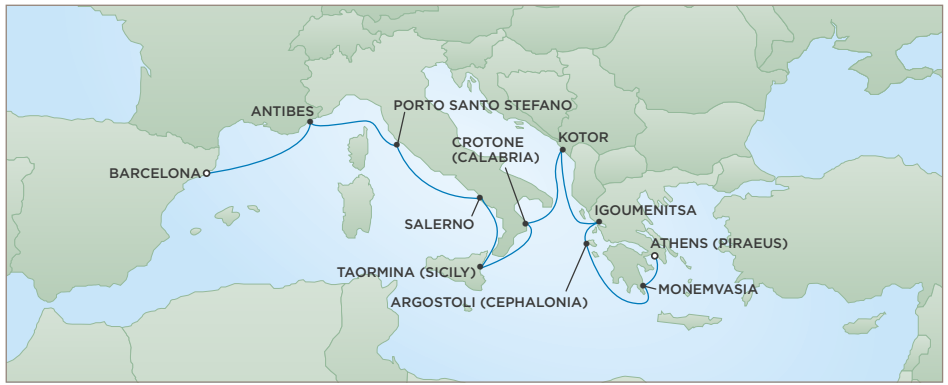 ANTIBES
PORTO SANTO STEFANO
CROTONE
(CALABRIA)
KOTOR
BARCELONA
SALERNO
IGOUMENITSA
ATHENS (PIRAEUS)
TAORMINA (SICILY)
MONEMVASIA
ARGOSTOLI (CEPHALONIA)